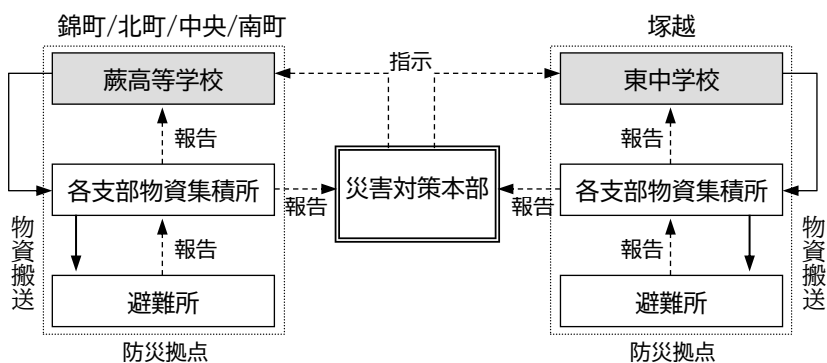 錦町/北町/中央/南町
塚越
指示
蕨高等学校
東中学校
報告
報告
各支部物資集積所
災害対策本部
各支部物資集積所
報告
報告
物資搬送
報告
報告
物資搬送
避難所
避難所
防災拠点
防災拠点